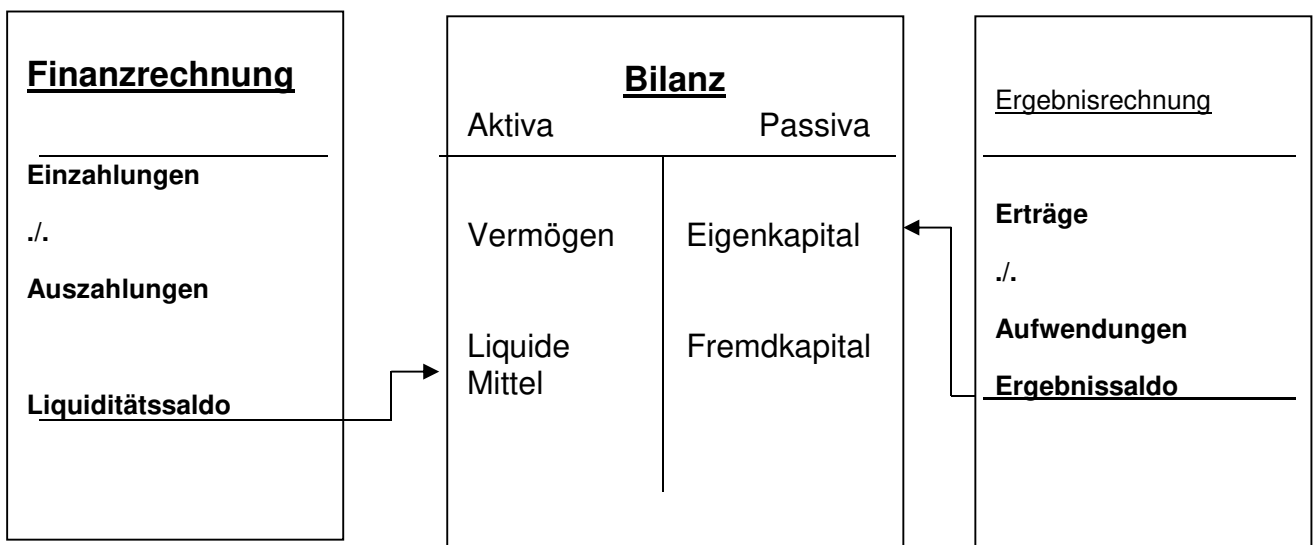 Finanzrechnung
Einzahlungen
./.
Auszahlungen
Liquiditätssaldo
Bilanz
Aktiva Passiva
Vermögen Eigenkapital
Liquide Fremdkapital
Mittel
Ergebnisrechnung
Erträge
./.
Aufwendungen
Ergebnissaldo